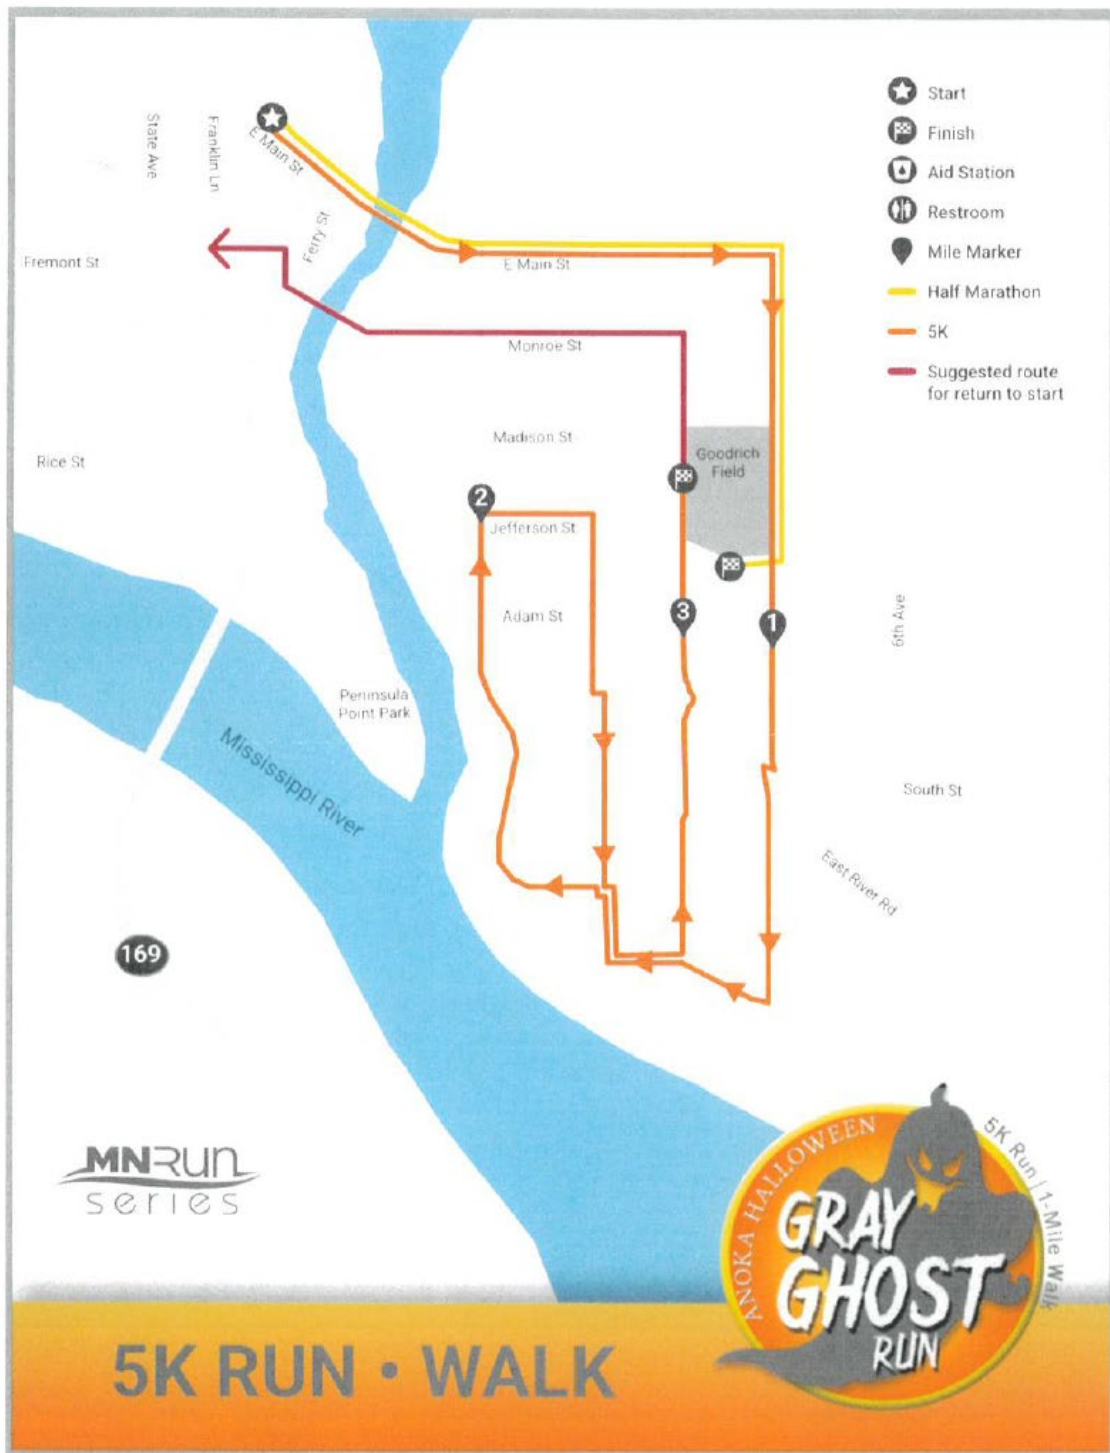 Start
Finish
Aid Station
Restroom
Mile Marker
Half Marathon
5K
Suggested route
for return to start
State Ave
Franklin Ln
E Main St
Ferry St
Fremont St
E Main St
Monroe St
Madison St
Goodrich
Field
Rice St
2
Jefferson St
Adam St
3
1
6th Ave
Peninsula
Point Park
Mississippi River
South St
East River Rd
169
MNRUN
series
ANOKA HALLOWEEN
GRAY
GHOST
RUN
5K Run | 1-Mile Walk
5K RUN • WALK